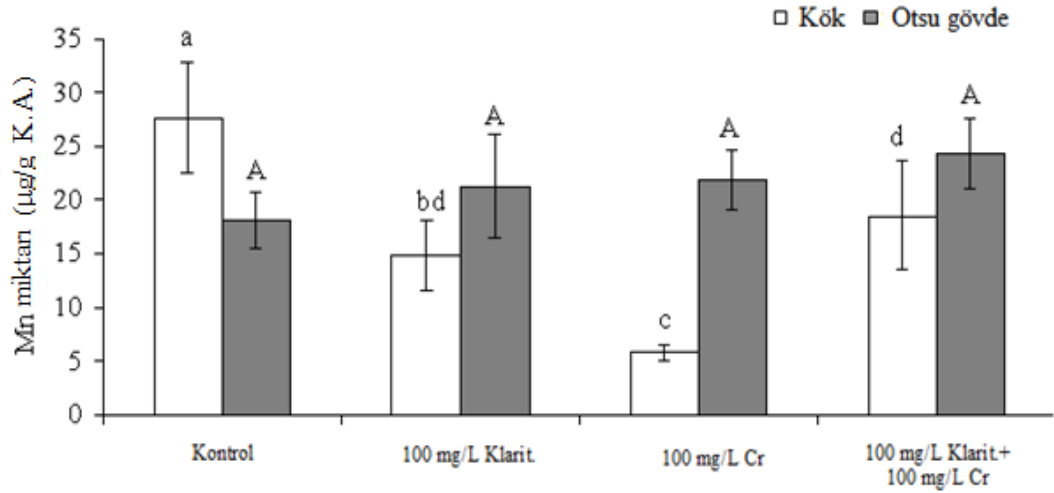 Kök Otsu gövde
Mn miktarı (µg/g K.A.)
35
30
25
20
15
10
5
0
a
A
bd
A
c
A
d
A
Kontrol
100 mg/L Klarit.
100 mg/L Cr
100 mg/L Klarit.+
100 mg/L Cr